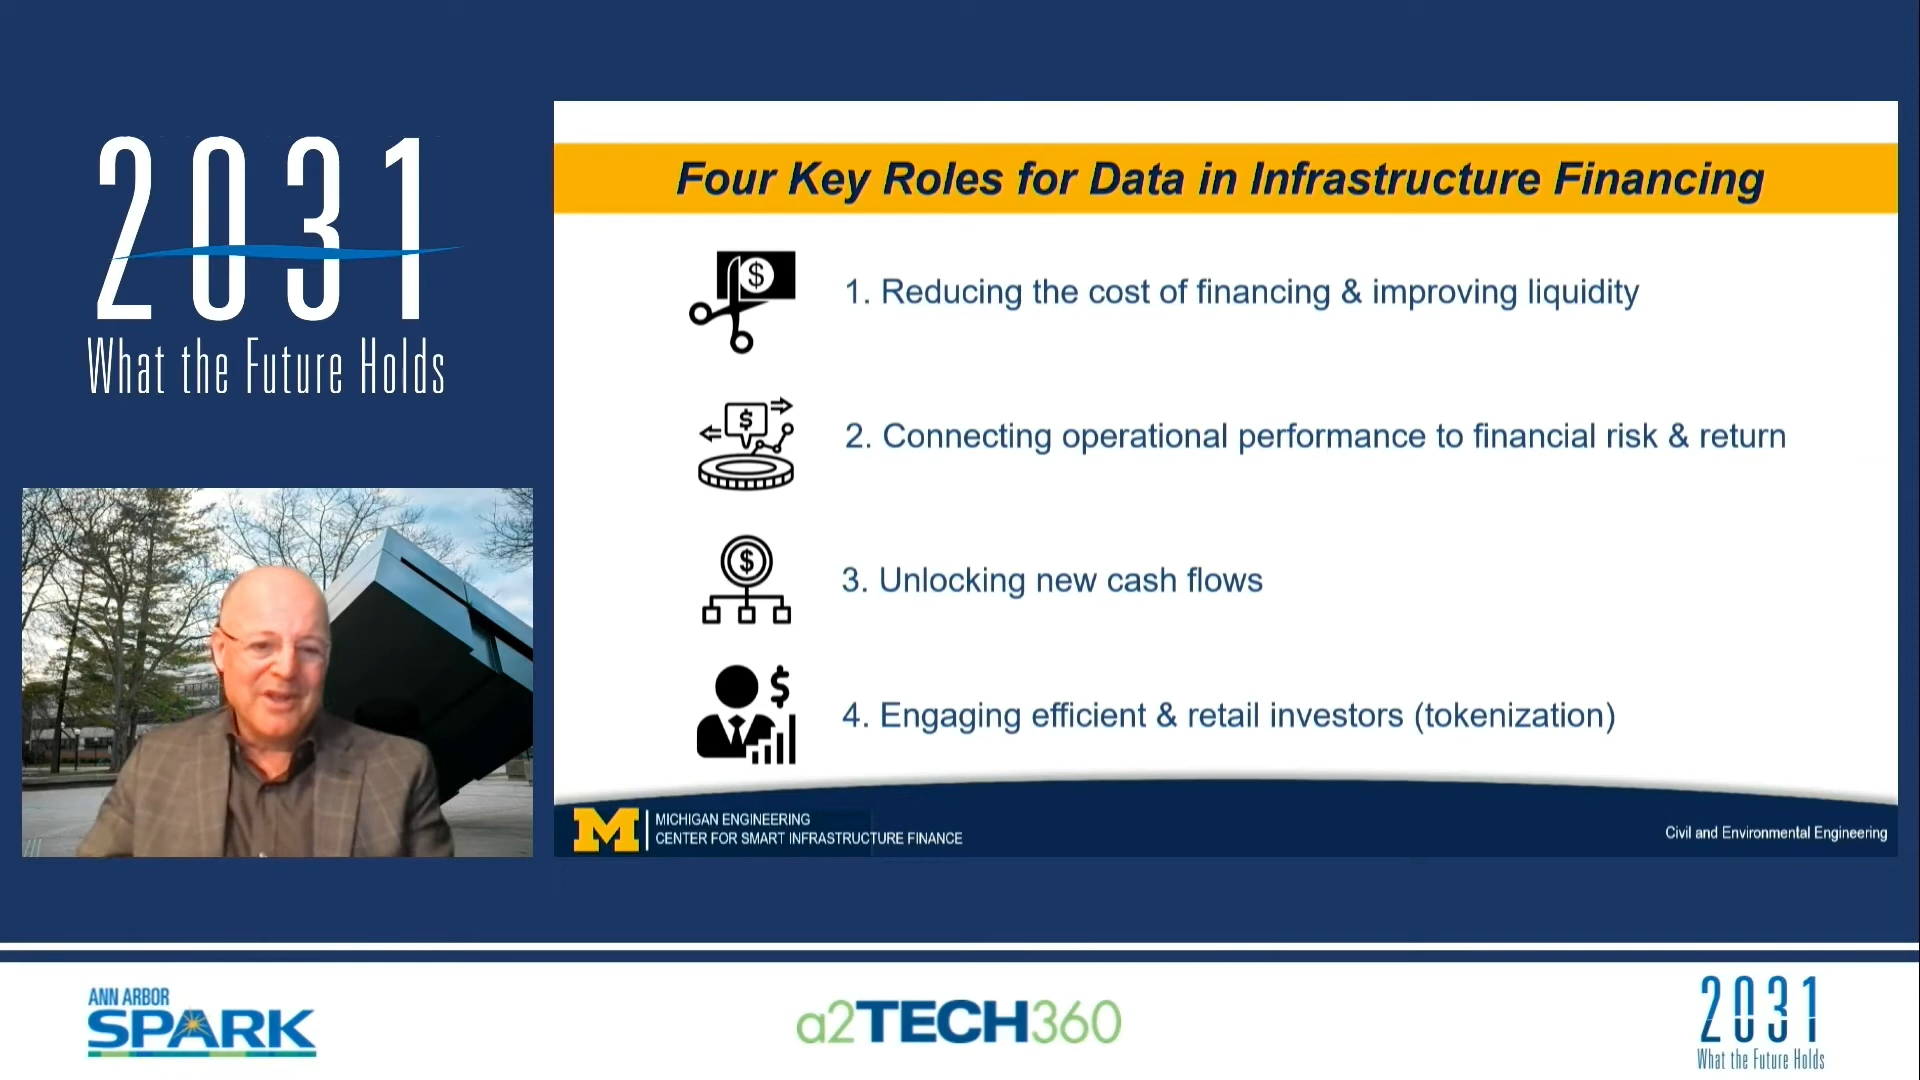 2031
What the Future Holds
Four Key Roles for Data in Infrastructure Financing
$
1. Reducing the cost of financing & improving liquidity
$
2. Connecting operational performance to financial risk & return
$
3. Unlocking new cash flows
$
4. Engaging efficient & retail investors (tokenization)
M
MICHIGAN ENGINEERING
CENTER FOR SMART INFRASTRUCTURE FINANCE
Civil and Environmental Engineering
ANN ARBOR
SPARK
a2TECH360
2031
What the Future Holds